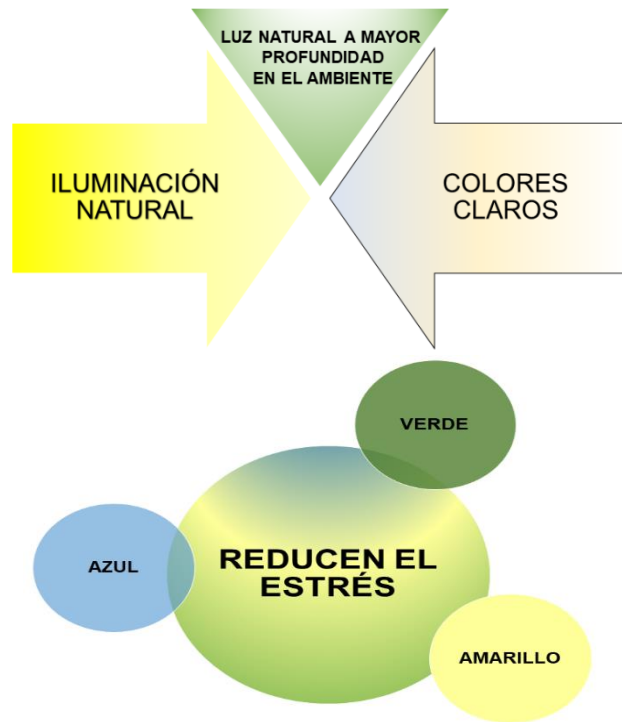 LUZ NATURAL A MAYOR
PROFUNDIDAD
EN EL AMBIENTE
ILUMINACIÓN
NATURAL
COLORES
CLAROS
VERDE
AZUL
REDUCEN EL
ESTRÉS
AMARILLO